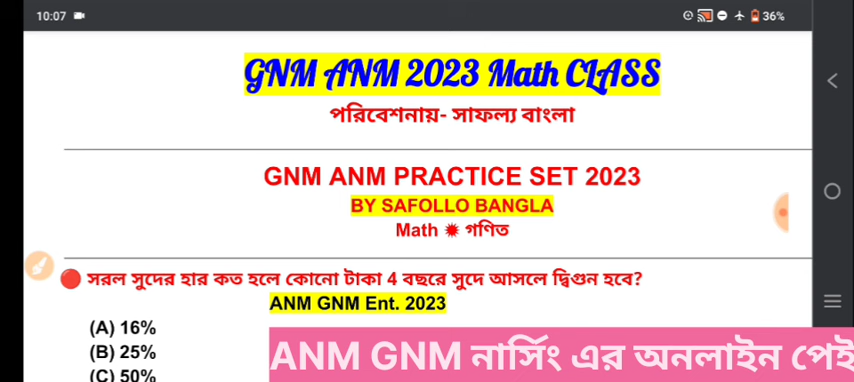 10:07
36%
GNM ANM 2023 Math CLASS
পরিবেশনায়- সাফল্য বাংলা
GNM ANM PRACTICE SET 2023
BY SAFOLLO BANGLA
Math ✹ গণিত
🔴 সরল সুদের হার কত হলে কোনো টাকা 4 বছরে সুদে আসলে দ্বিগুন হবে?
ANM GNM Ent. 2023
(A) 16%
(B) 25%
(C) 50%
ANM GNM নার্সিং এর অনলাইন পেই